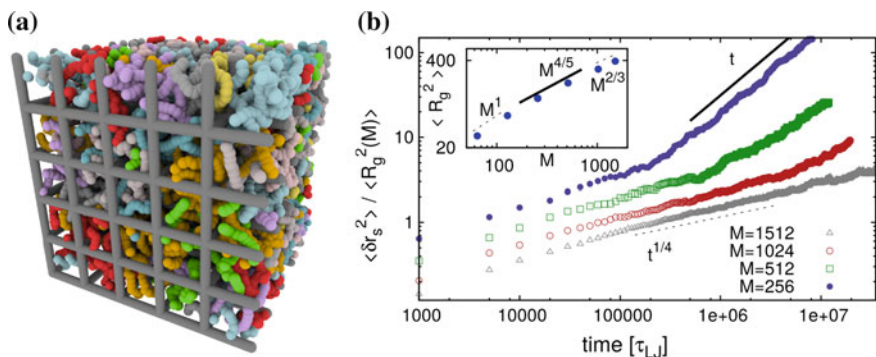 (a)
(b)
100
10
1
<δr_s^2> / <R_g^2(M)>
400
20
< R_g^2 >
M^1
M^{4/5}
M^{2/3}
100
1000
M
t
t^{1/4}
M=1512
M=1024
M=512
M=256
1000
10000
100000
1e+06
1e+07
time [τ_LJ]